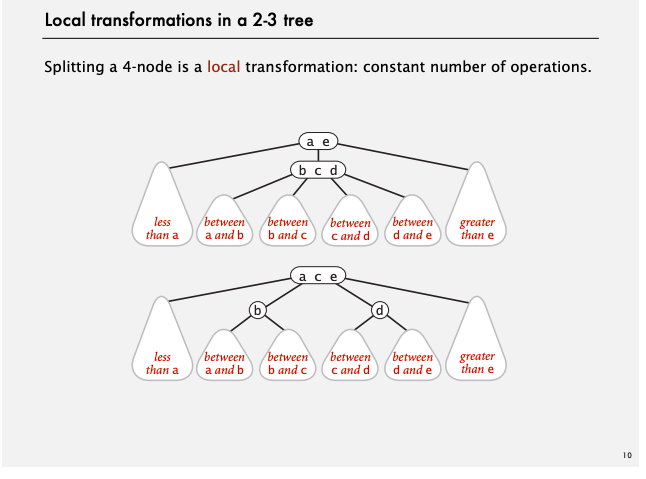 Local transformations in a 2-3 tree
Splitting a 4-node is a local transformation: constant number of operations.
a e
b c d
less than a
between a and b
between b and c
between c and d
between d and e
greater than e
a c e
b
d
less than a
between a and b
between b and c
between c and d
between d and e
greater than e
10